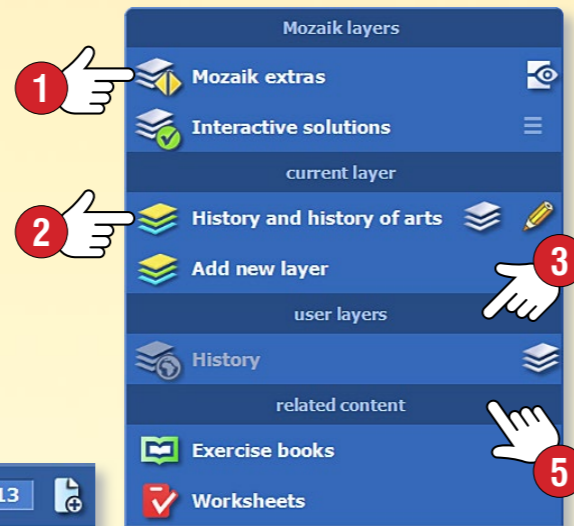 Mozaik layers
1
Mozaik extras
Interactive solutions
current layer
2
History and history of arts
3
Add new layer
user layers
History
related content
Exercise books
5
13
Worksheets